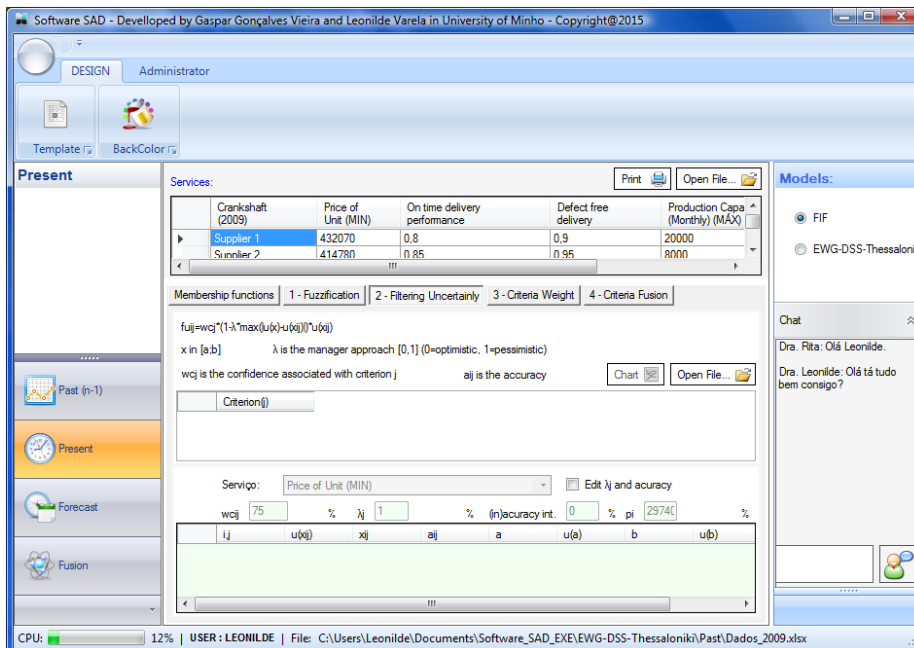 Software SAD - Develloped by Gaspar Gonçalves Vieira and Leonilde Varela in University of Minho - Copyright@2015
DESIGN Administrator
Template BackColor
Present
Services:
Print Open File...
Crankshaft (2009) Price of Unit (MIN) On time delivery performance Defect free delivery Production Capa (Monthly) (MÁX)
Supplier 1 432070 0,8 0,9 20000
Supplier 2 414780 0.85 0.95 8000
Membership functions 1 - Fuzzification 2 - Filtering Uncertainly 3 - Criteria Weight 4 - Criteria Fusion
fuij=wcj*(1-λ*max(|u(x)-u(xij)|)*u(xij)
x in [a;b] λ is the manager approach [0,1] (0=optimistic, 1=pessimistic)
wcj is the confidence associated with criterion j aij is the accuracy Chart Open File...
Criterion(j)
Serviço: Price of Unit (MIN) Edit λj and acuracy
wcij 75 % λj 1 % (in)acuracy int. 0 % pi 2974( %
i,j u(xij) xij aij a u(a) b u(b)
Past (n-1)
Present
Forecast
Fusion
Models:
FIF
EWG-DSS-Thessaloni
Chat
Dra. Rita: Olá Leonilde.
Dra. Leonilde: Olá tá tudo
bem consigo?
CPU: 12% USER : LEONILDE File: C:\Users\Leonilde\Documents\Software_SAD_EXE\EWG-DSS-Thessaloniki\Past\Dados_2009.xlsx